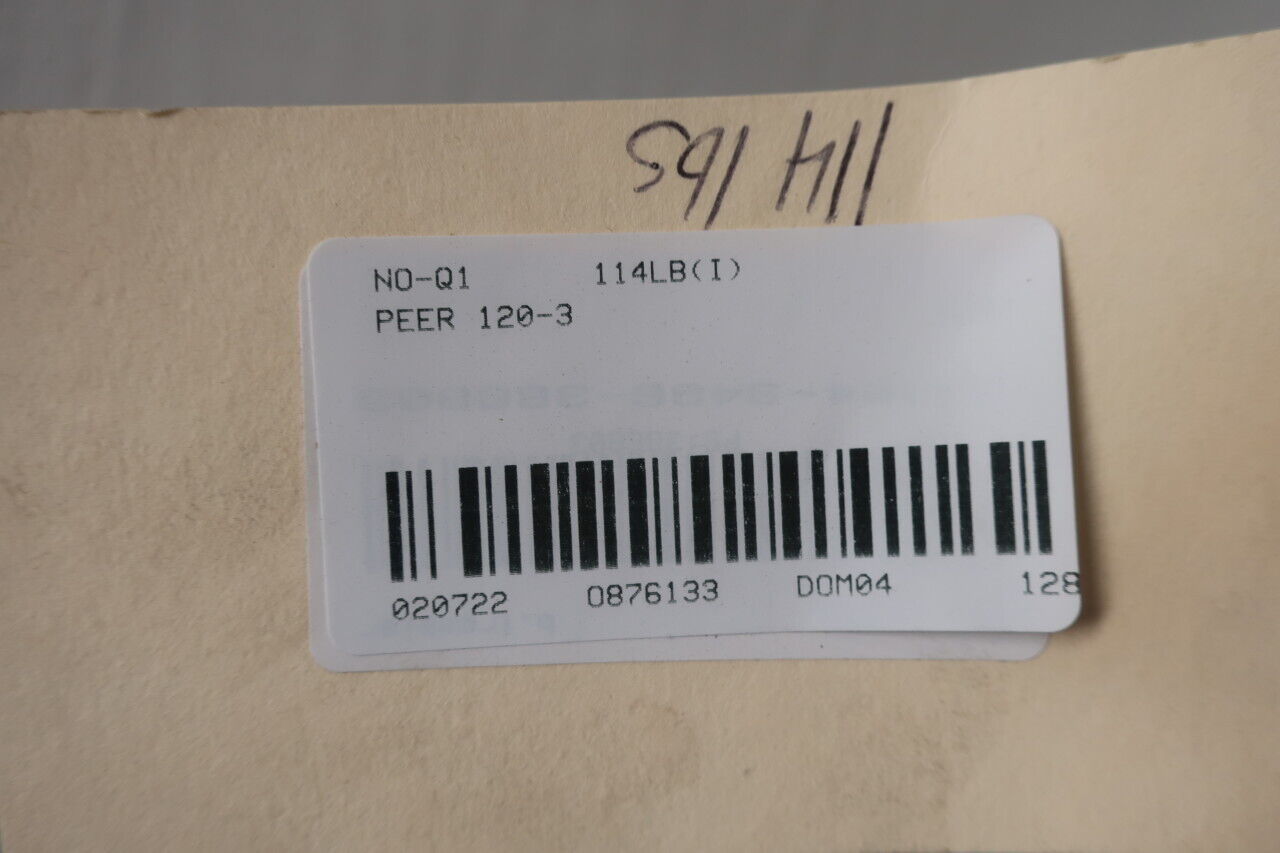 114 lbs
NO-Q1 114LB(I)
PEER 120-3
020722 0876133 DOM04 128